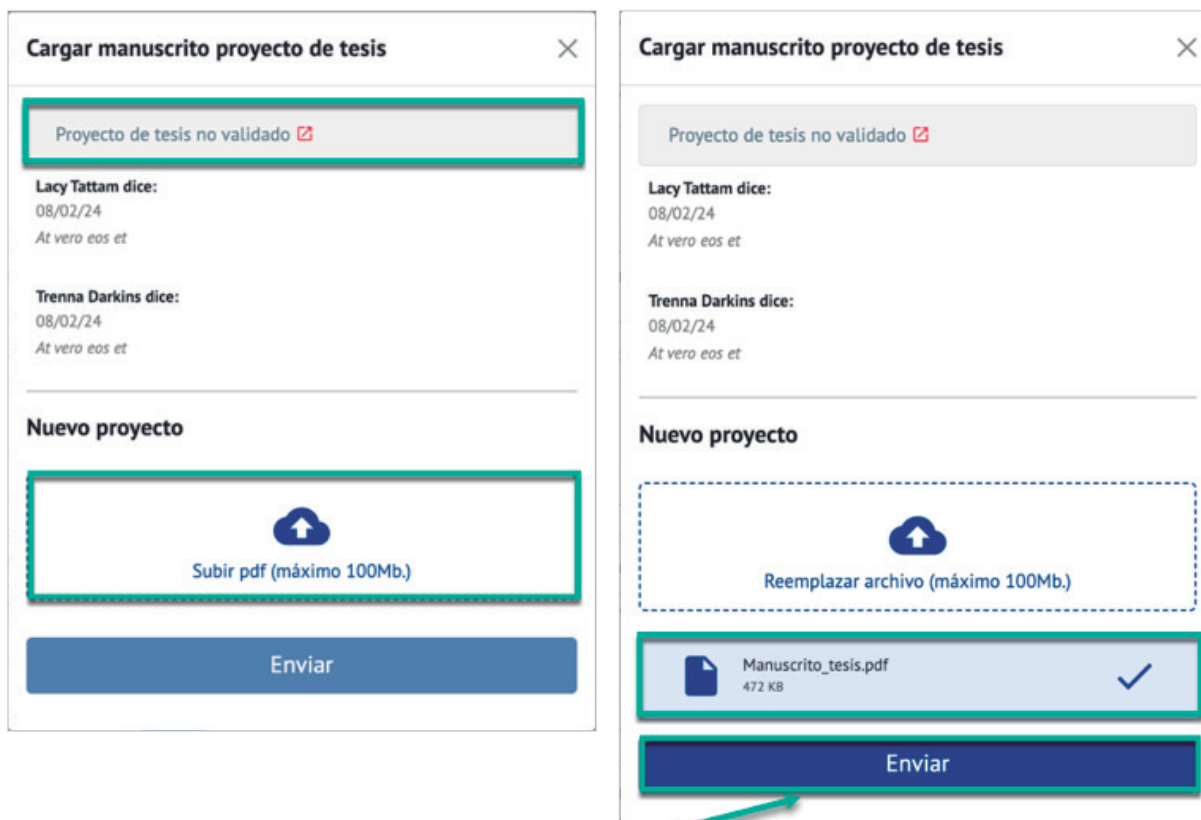 Cargar manuscrito proyecto de tesis
Proyecto de tesis no validado
Lacy Tattam dice:
08/02/24
At vero eos et
Trenna Darkins dice:
08/02/24
At vero eos et
Nuevo proyecto
Subir pdf (máximo 100Mb.)
Enviar
Cargar manuscrito proyecto de tesis
Proyecto de tesis no validado
Lacy Tattam dice:
08/02/24
At vero eos et
Trenna Darkins dice:
08/02/24
At vero eos et
Nuevo proyecto
Reemplazar archivo (máximo 100Mb.)
Manuscrito_tesis.pdf
472 KB
Enviar